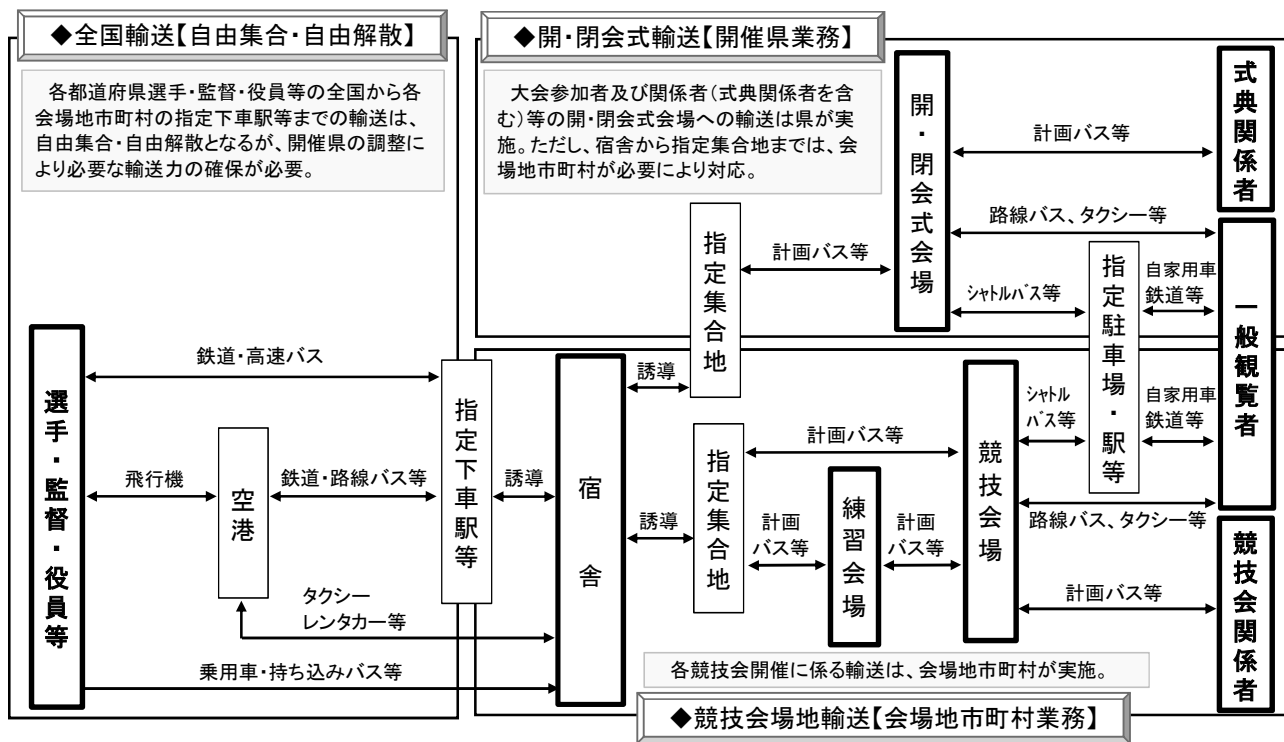 ◆全国輸送【自由集合・自由解散】
各都道府県選手・監督・役員等の全国から各
会場地市町村の指定下車駅等までの輸送は、
自由集合・自由解散となるが、開催県の調整に
より必要な輸送力の確保が必要。
◆開・閉会式輸送【開催県業務】
大会参加者及び関係者(式典関係者を含
む)等の開・閉会式会場への輸送は県が実
施。ただし、宿舎から指定集合地までは、会
場地市町村が必要により対応。
開・閉会式会場
計画バス等
式典関係者
路線バス、タクシー等
指定集合地
計画バス等
シャトルバス等
指定駐車場・駅等
自家用車
鉄道等
一般観覧者
選手・監督・役員等
鉄道・高速バス
指定下車駅等
飛行機
空港
鉄道・路線バス等
誘導
宿舎
誘導
タクシー
レンタカー等
乗用車・持ち込みバス等
誘導
指定集合地
計画バス等
計画
バス等
練習会場
計画
バス等
競技会場
シャトル
バス等
自家用車
鉄道等
路線バス、タクシー等
計画バス等
競技会関係者
各競技会開催に係る輸送は、会場地市町村が実施。
◆競技会場地輸送【会場地市町村業務】